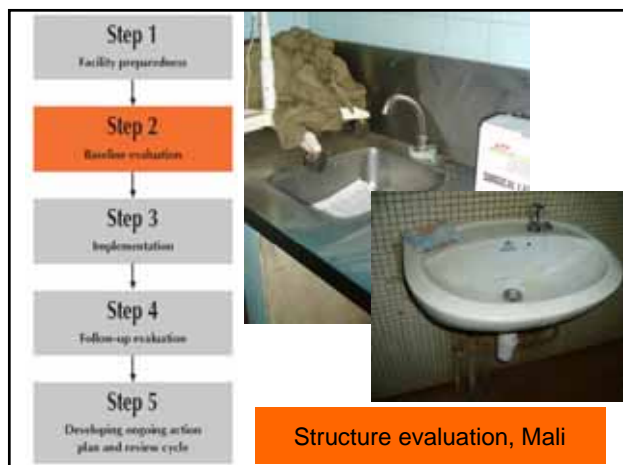 Step 1
Facility preparedness
Step 2
Baseline evaluation
Step 3
Implementation
Step 4
Follow-up evaluation
Step 5
Developing ongoing action
plan and review cycle
SURGICAL
Structure evaluation, Mali